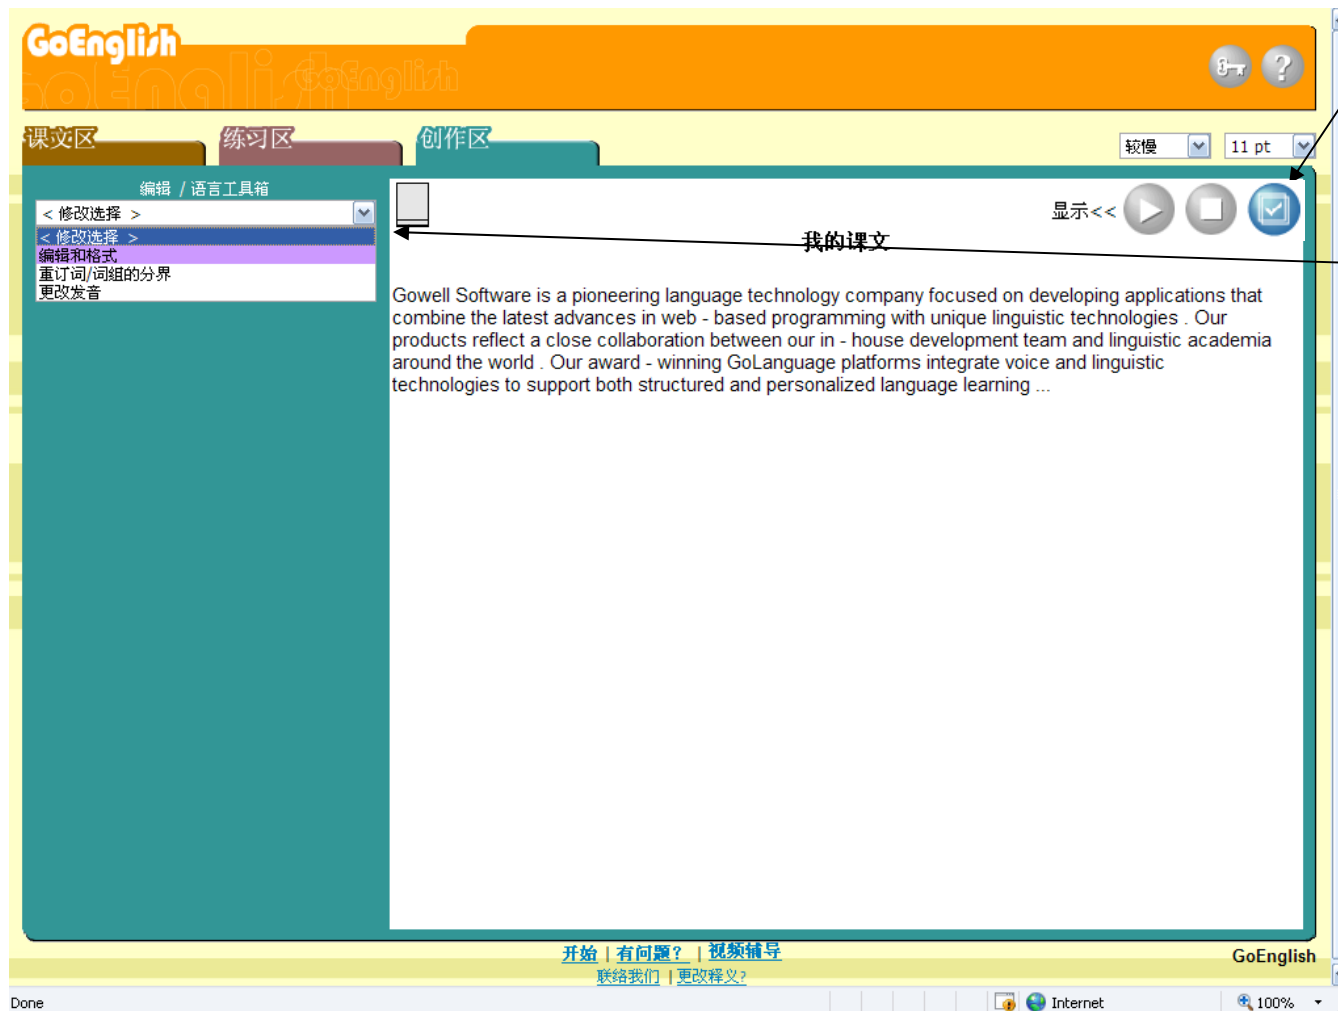 GoEnglish
GoEnglish GoEnglish
课文区 练习区 创作区
较慢 11 pt
编辑 / 语言工具箱
< 修改选择 >
< 修改选择 >
编辑和格式
重订词/词组的分界
更改发音
显示<<
我的课文
Gowell Software is a pioneering language technology company focused on developing applications that
combine the latest advances in web - based programming with unique linguistic technologies . Our
products reflect a close collaboration between our in - house development team and linguistic academia
around the world . Our award - winning GoLanguage platforms integrate voice and linguistic
technologies to support both structured and personalized language learning ...
开始 | 有问题? | 视频辅导
GoEnglish
联络我们 | 更改释义?
Done Internet 100%